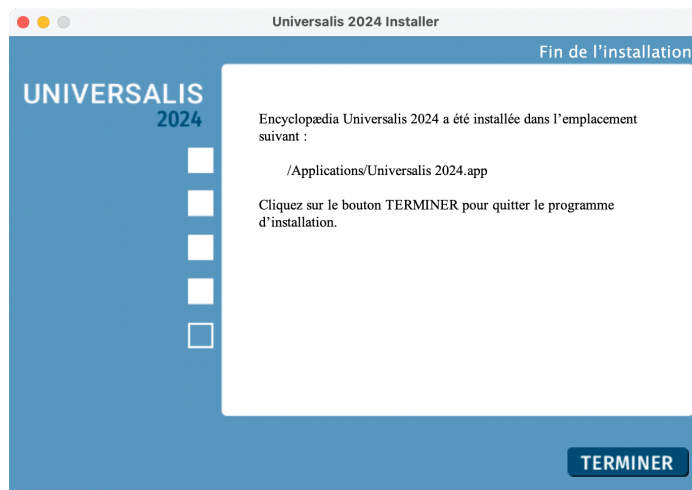 Universalis 2024 Installer
Fin de l’installation
UNIVERSALIS
2024
Encyclopædia Universalis 2024 a été installée dans l’emplacement
suivant :
/Applications/Universalis 2024.app
Cliquez sur le bouton TERMINER pour quitter le programme
d’installation.
TERMINER